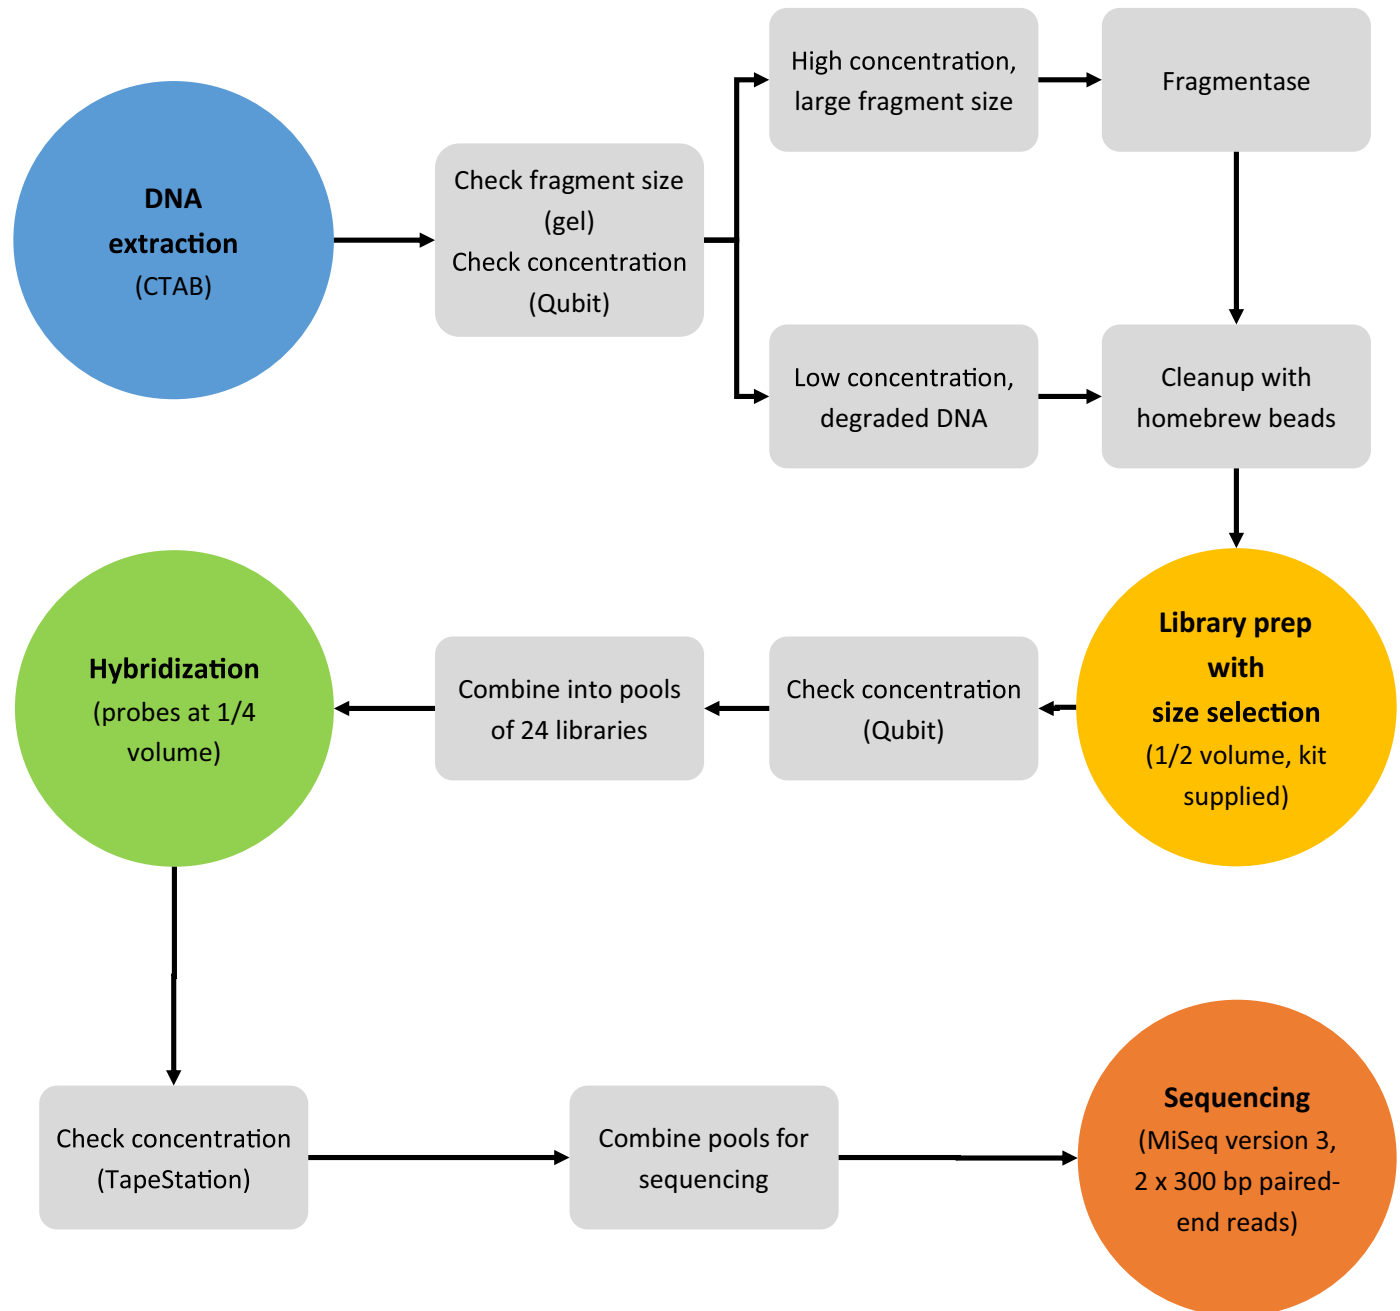 DNA
extraction
(CTAB)
Check fragment size
(gel)
Check concentration
(Qubit)
High concentration,
large fragment size
Fragmentase
Low concentration,
degraded DNA
Cleanup with
homebrew beads
Library prep
with
size selection
(1/2 volume, kit
supplied)
Check concentration
(Qubit)
Combine into pools
of 24 libraries
Hybridization
(probes at 1/4
volume)
Check concentration
(TapeStation)
Combine pools for
sequencing
Sequencing
(MiSeq version 3,
2 x 300 bp paired-
end reads)